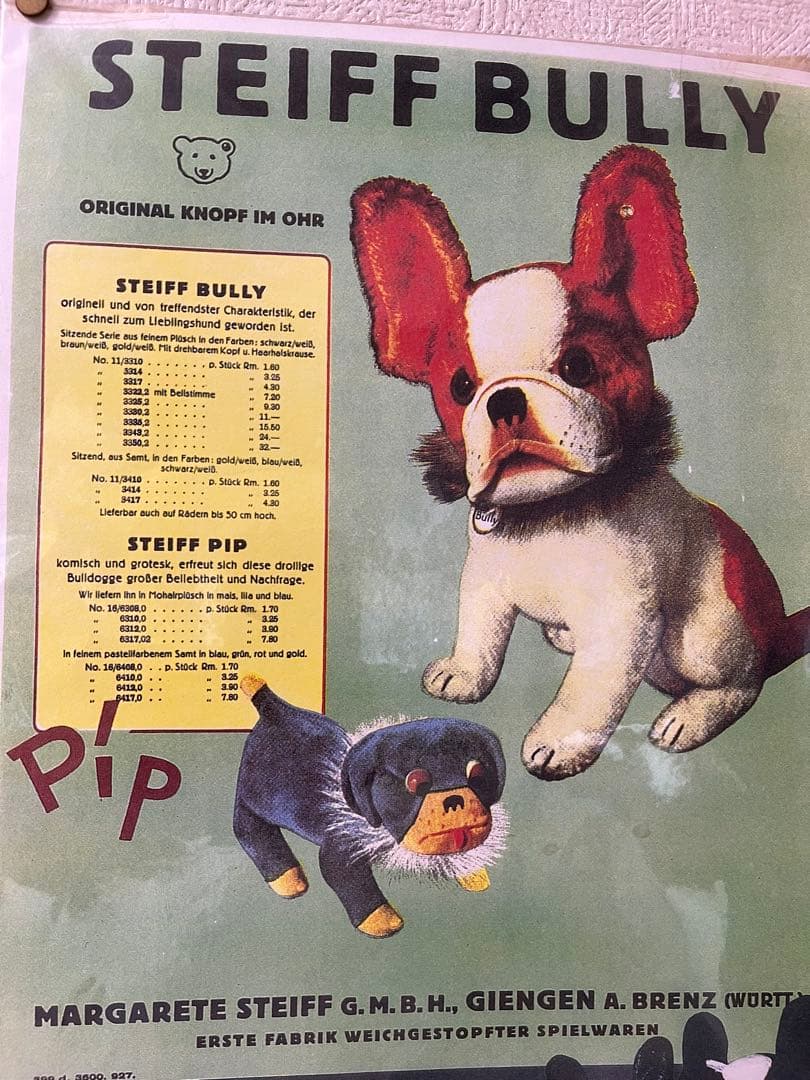 STEIFF BULLY
ORIGINAL KNOPF IM OHR
STEIFF BULLY
originell und von treffendster Charakteristik, der
schnell zum Lieblingshund geworden ist.
Sitzende Serie aus feinem Plüsch in den Farben: schwarz/weiß,
braun/weiß, gold/weiß. Mit drehbarem Kopf u. Haarhalskrause.
No. 11/3310 . . . . . . . p. Stück Rm. 1.60
„ 3314 . . . . . . . „ 3.25
„ 3317 . . . . . . . „ 4.30
„ 3322,2 mit Bellstimme „ 7.20
„ 3325,2 . . . . . . . „ 9.30
„ 3330,2 . . . . . . . „ 11.—
„ 3335,2 . . . . . . . „ 15.50
„ 3343,2 . . . . . . . „ 24.—
„ 3350,2 . . . . . . . „ 32.—
Sitzend, aus Samt, in den Farben: gold/weiß, blau/weiß,
schwarz/weiß.
No. 11/3410 . . . . . . . p. Stück Rm. 1.60
„ 3414 . . . . . . . „ 3.25
„ 3417 . . . . . . . „ 4.30
Lieferbar auch auf Rädern bis 50 cm hoch.
STEIFF PIP
komisch und grotesk, erfreut sich diese drollige
Bulldogge großer Beliebtheit und Nachfrage.
Wir liefern ihn in Mohairplüsch in mais, lila und blau.
No. 16/6308,0 . . . . . . p. Stück Rm. 1.70
„ 6310,0 . . . . . . „ 3.25
„ 6312,0 . . . . . . „ 3.90
„ 6317,02 . . . . . „ 7.80
In feinem pastellfarbenem Samt in blau, grün, rot und gold.
No. 16/6408,0 . . p. Stück Rm. 1.70
„ 6410,0 . . „ 3.25
„ 6412,0 . . „ 3.90
„ 6417,0 . . „ 7.80
Bully
PIP
MARGARETE STEIFF G.M.B.H., GIENGEN A. BRENZ (WÜRTT.)
ERSTE FABRIK WEICHGESTOPFTER SPIELWAREN
3600. 927.